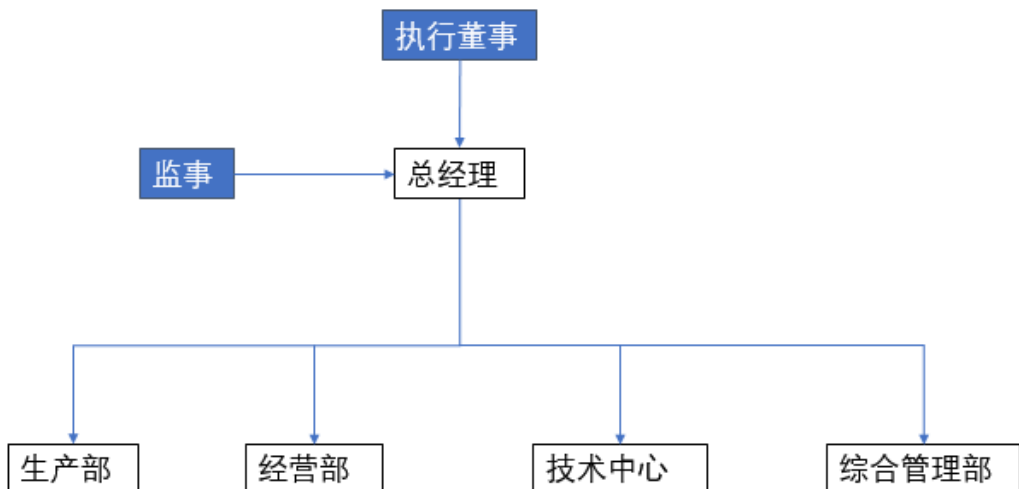 执行董事
监事
总经理
生产部
经营部
技术中心
综合管理部